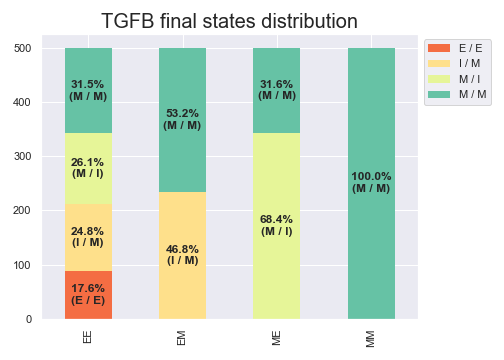 TGFB final states distribution
500
400
300
200
100
0
31.5%
(M / M)
26.1%
(M / I)
24.8%
(I / M)
17.6%
(E / E)
53.2%
(M / M)
46.8%
(I / M)
31.6%
(M / M)
68.4%
(M / I)
100.0%
(M / M)
EE
EM
ME
MM
E / E
I / M
M / I
M / M